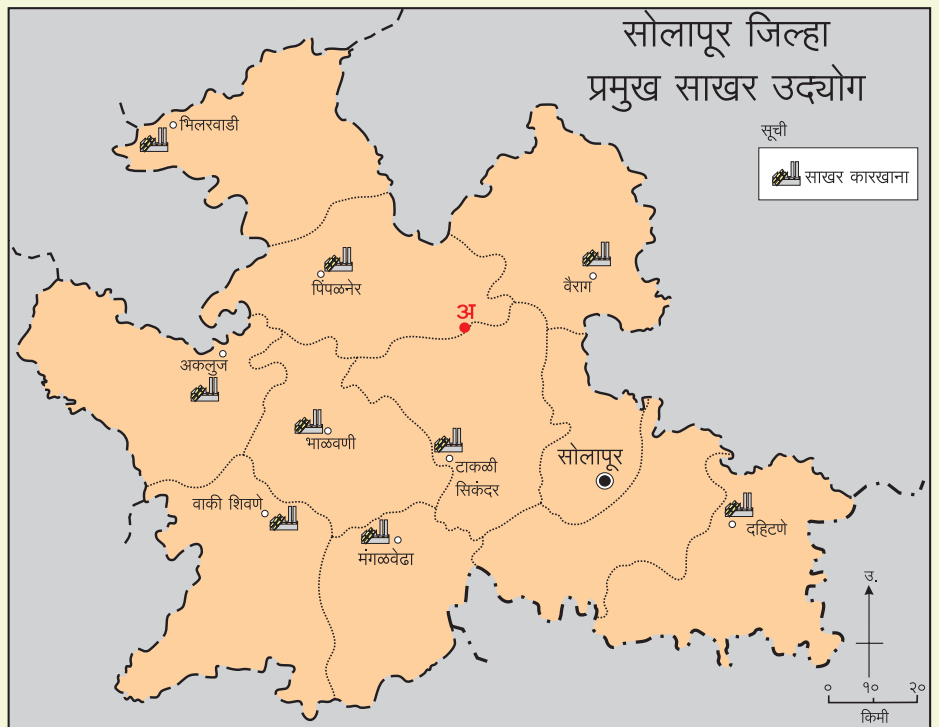 सोलापूर जिल्हा
प्रमुख साखर उद्योग
सूची
साखर कारखाना
भिलरवाडी
पिंपळनेर
वैराग
अ
अकलुज
भाळवणी
टाकळी
सिकंदर
सोलापूर
वाकी शिवणे
मंगळवेढा
दहिटणे
उ.
० १० २०
किमी